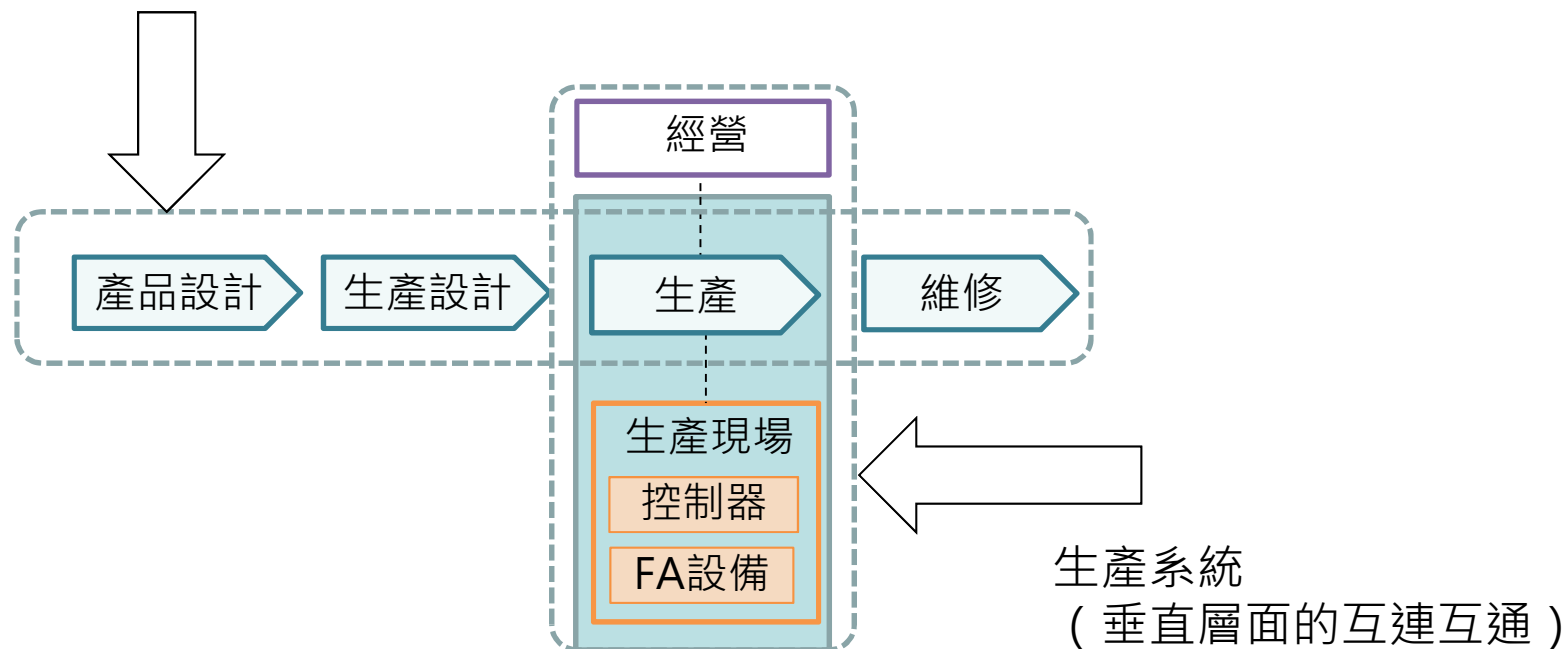 經營
產品設計
生產設計
生產
維修
生產現場
控制器
FA設備
生產系統
(垂直層面的互連互通)